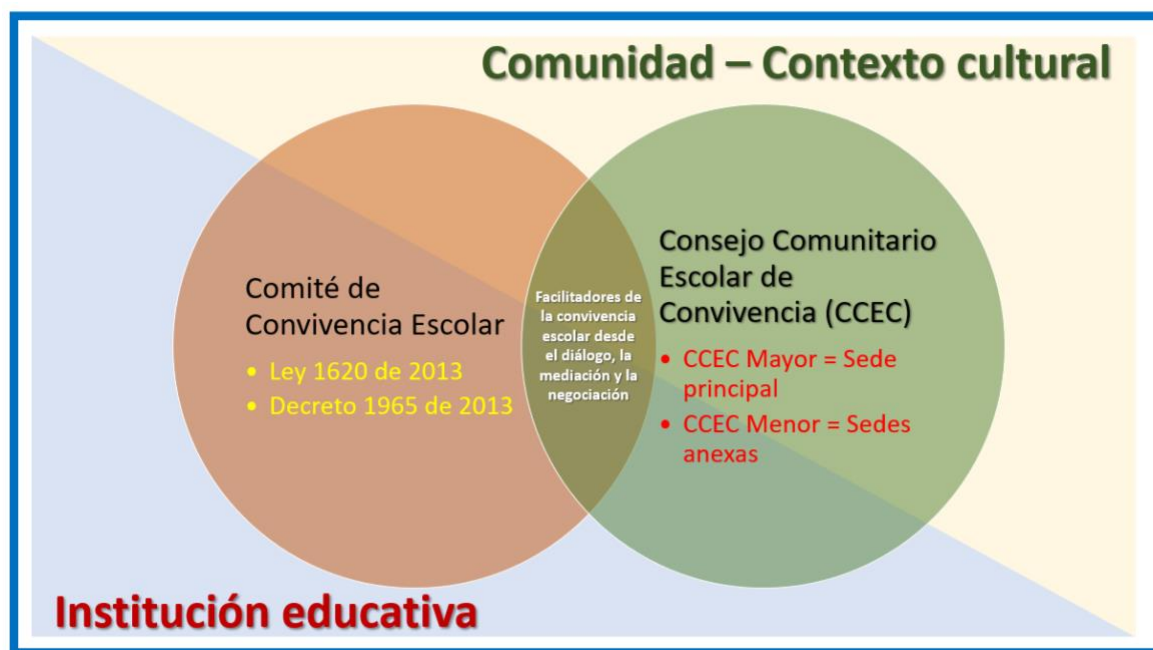 Comunidad – Contexto cultural
Comité de
Convivencia Escolar
• Ley 1620 de 2013
• Decreto 1965 de 2013
Facilitadores de
la convivencia
escolar desde
el diálogo, la
mediación y la
negociación
Consejo Comunitario
Escolar de
Convivencia (CCEC)
• CCEC Mayor = Sede
principal
• CCEC Menor = Sedes
anexas
Institución educativa